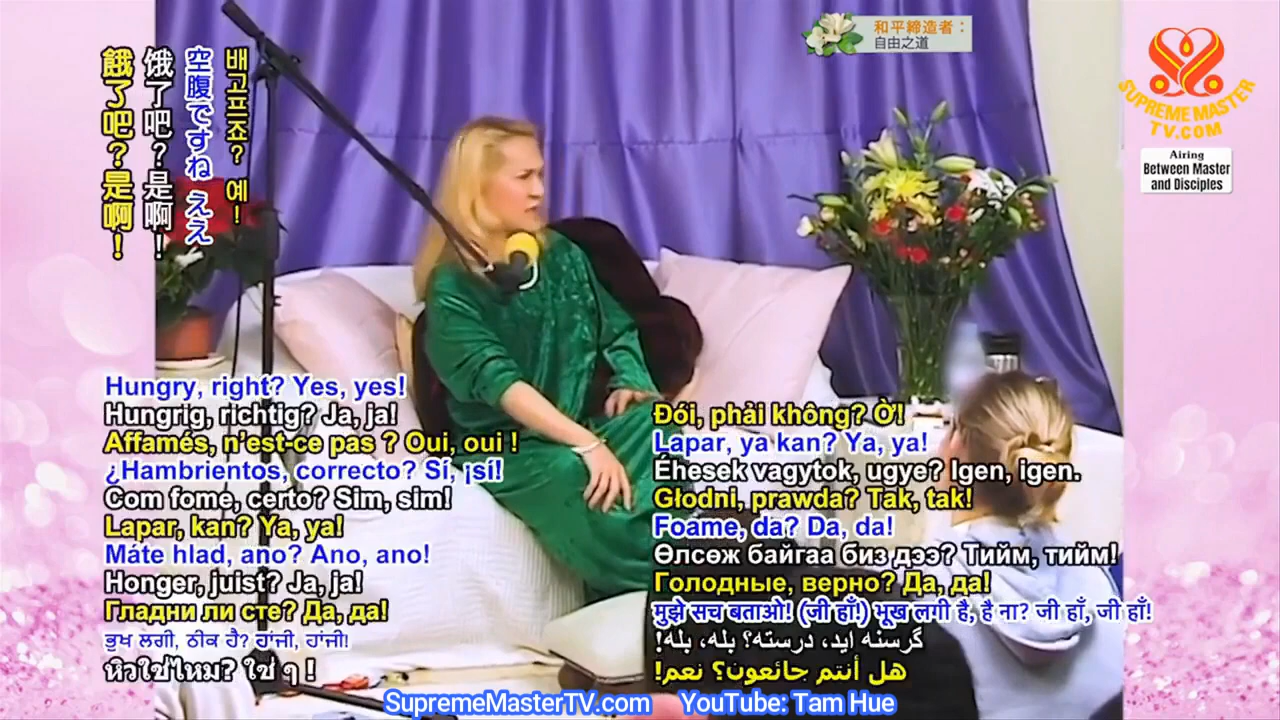 和平締造者：
自由之道
SUPREME MASTER
TV.COM
Airing
Between Master
and Disciples
餓了吧？是啊！
饿了吧？是啊！
空腹ですね ええ
배고프죠? 예!
Hungry, right? Yes, yes!
Hungrig, richtig? Ja, ja!
Affamés, n'est-ce pas ? Oui, oui !
¿Hambrientos, correcto? Sí, ¡sí!
Com fome, certo? Sim, sim!
Lapar, kan? Ya, ya!
Máte hlad, ano? Ano, ano!
Honger, juist? Ja, ja!
Гладни ли сте? Да, да!
ਭੁਖ ਲਗੀ, ਠੀਕ ਹੈ? ਹਾਂਜੀ, ਹਾਂਜੀ!
หิวใช่ไหม? ใช่ ๆ !
Đói, phải không? Ờ!
Lapar, ya kan? Ya, ya!
Éhesek vagytok, ugye? Igen, igen.
Głodni, prawda? Tak, tak!
Foame, da? Da, da!
Өлсөж байгаа биз дээ? Тийм, тийм!
Голодные, верно? Да, да!
मुझे सच बताओ! (जी हाँ!) भूख लगी है, है ना? जी हाँ, जी हाँ!
گرسنه اید، درسته؟ بله، بله!
هل أنتم جائعون؟ نعم!
SupremeMasterTV.com YouTube: Tam Hue